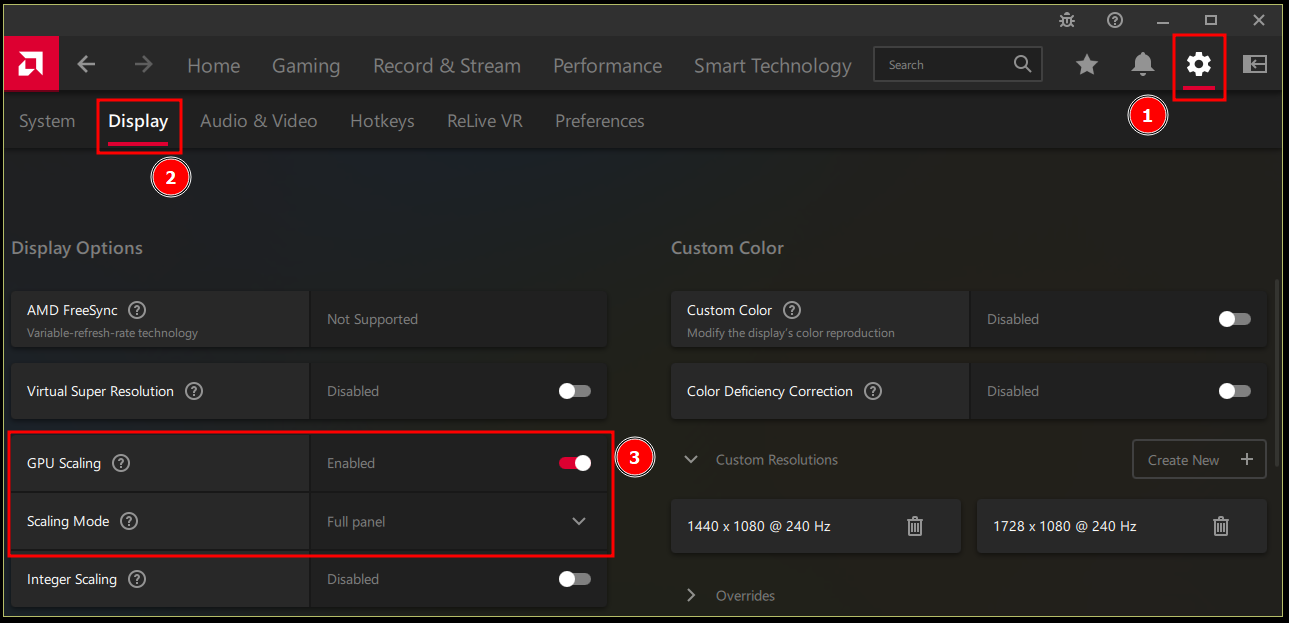 Home Gaming Record & Stream Performance Smart Technology Search
1
System Display Audio & Video Hotkeys ReLive VR Preferences
2
Display Options
AMD FreeSync
Variable-refresh-rate technology
Not Supported
Virtual Super Resolution
Disabled
GPU Scaling
Enabled
3
Scaling Mode
Full panel
Integer Scaling
Disabled
Custom Color
Custom Color
Modify the display's color reproduction
Disabled
Color Deficiency Correction
Disabled
Custom Resolutions
Create New
1440 x 1080 @ 240 Hz
1728 x 1080 @ 240 Hz
Overrides